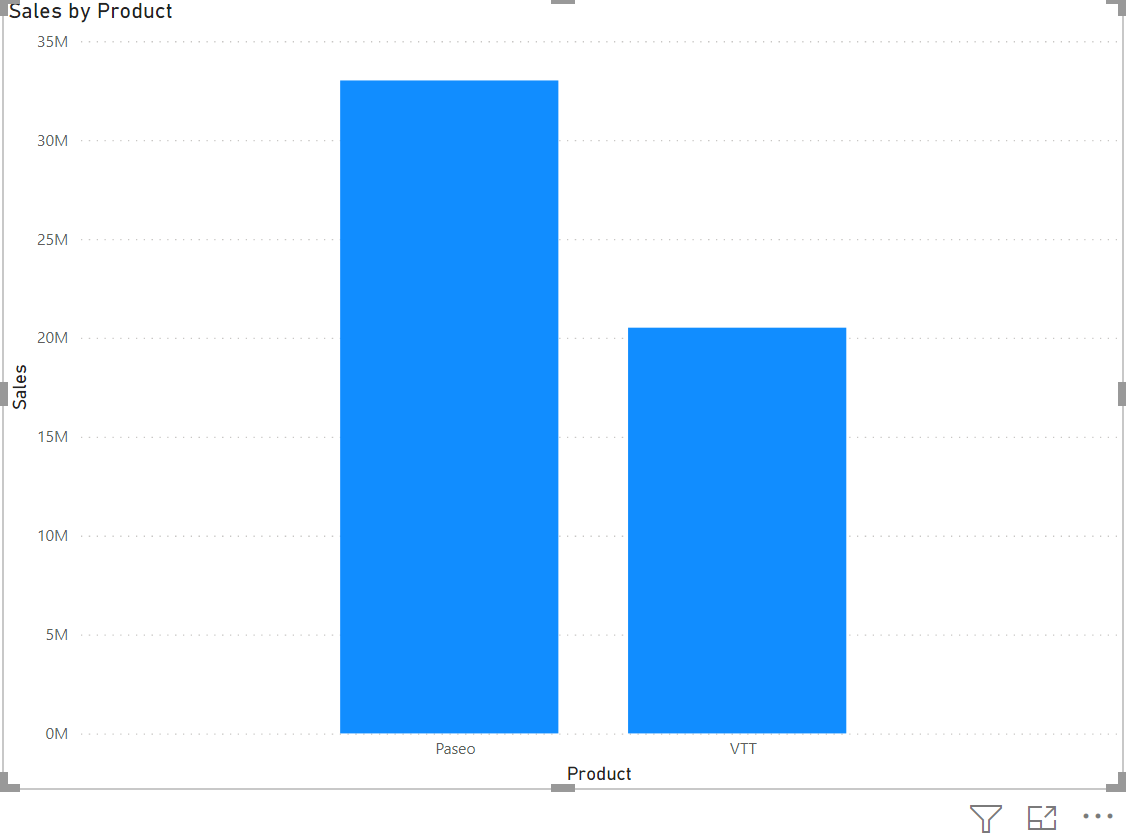 Sales by Product
35M
30M
25M
20M
15M
10M
5M
0M
Sales
Paseo VTT
Product